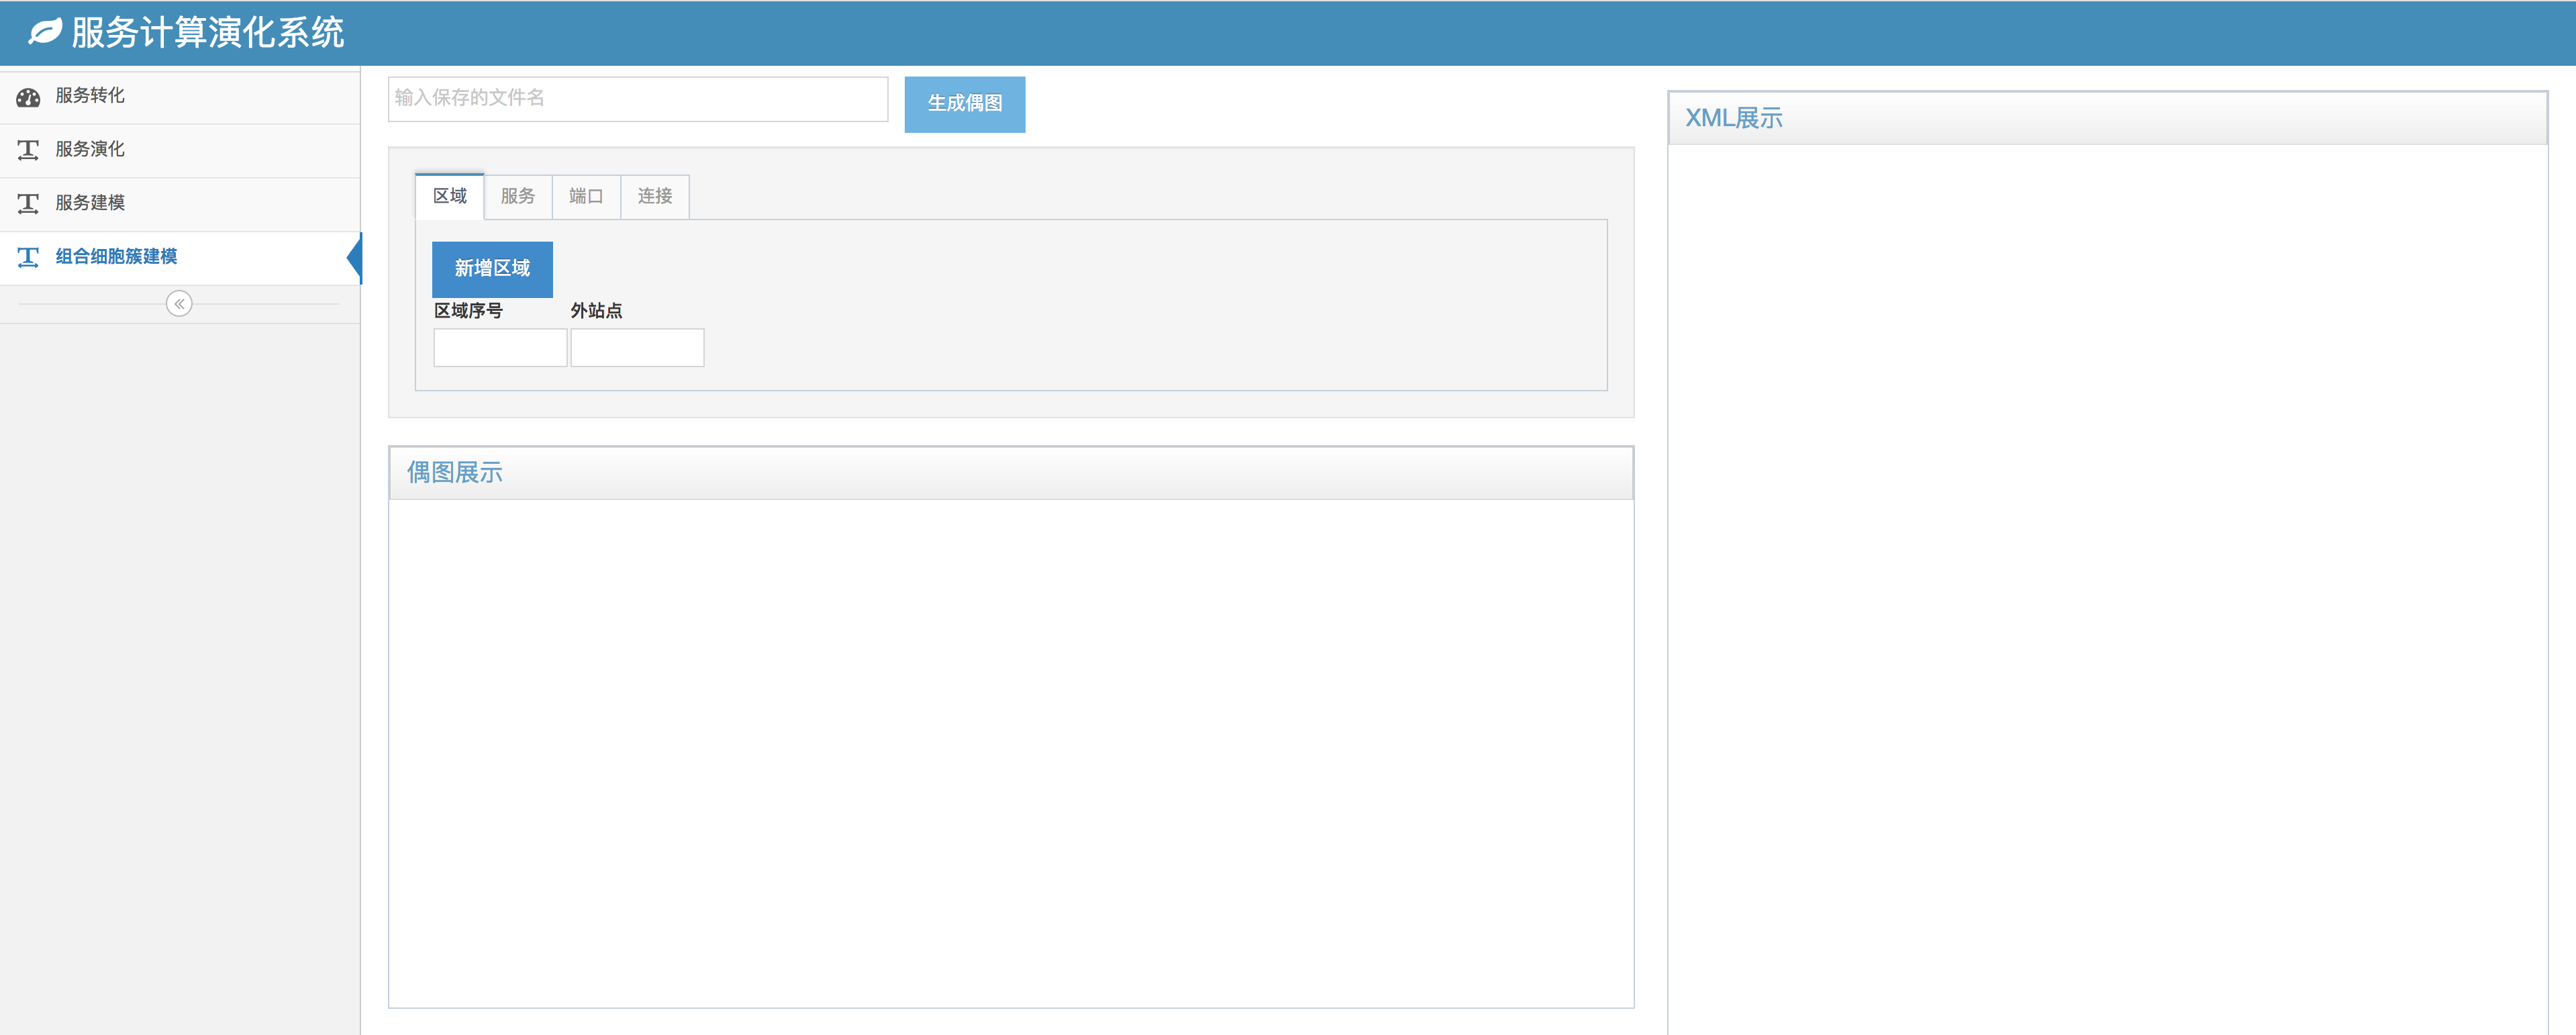 服务计算演化系统
服务转化
服务演化
服务建模
组合细胞簇建模
输入保存的文件名
生成偶图
区域 服务 端口 连接
新增区域
区域序号 外站点
偶图展示
XML展示